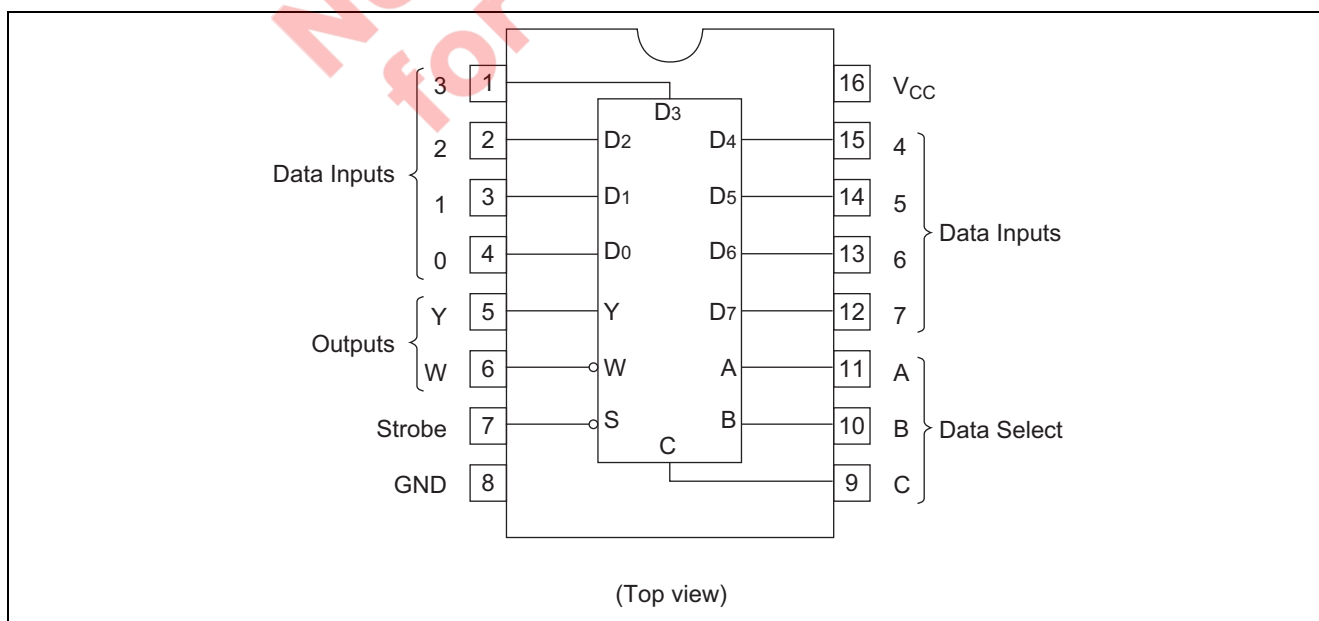 No
for
3 1 D3 16 VCC
2 2 D2 D4 15 4
Data Inputs
1 3 D1 D5 14 5
Data Inputs
0 4 D0 D6 13 6
Y 5 Y D7 12 7
Outputs
W 6 W A 11 A
Strobe 7 S B 10 B
Data Select
GND 8 C 9 C
(Top view)